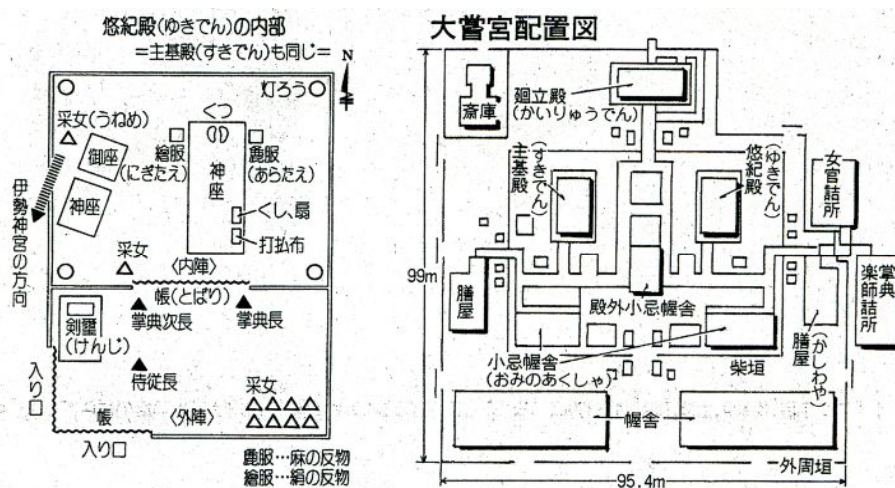 悠紀殿(ゆきでん)の内部
=主基殿(すきでん)も同じ=
N
灯ろう
采女(うねめ)
御座
神座
伊勢神宮の方向
くつ
繪服
(にぎたえ)
神座
麁服
(あらたえ)
くし、扇
打払布
采女
〈内陣〉
帳(とばり)
剣璽
(けんじ)
掌典次長
掌典長
侍従長
采女
入り口
帳
〈外陣〉
入り口
麁服…麻の反物
繪服…絹の反物
大嘗宮配置図
斎庫
廻立殿
(かいりゅうでん)
主基殿
(すきでん)
悠紀殿
(ゆきでん)
女官詰所
99m
膳屋
殿外小忌幄舎
掌典
楽師詰所
小忌幄舎
(おみのあくしゃ)
柴垣
膳屋
(かしわや)
幄舎
外周垣
95.4m